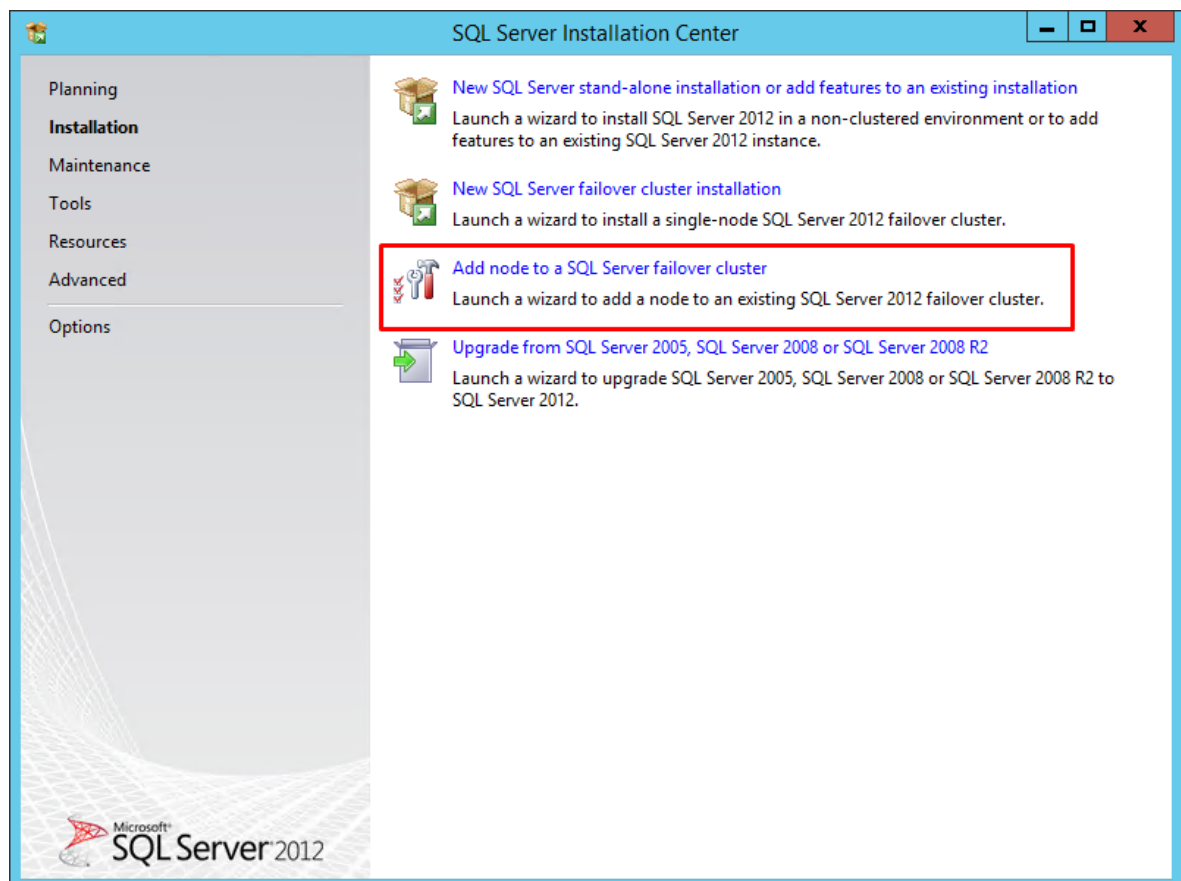 SQL Server Installation Center
Planning
Installation
Maintenance
Tools
Resources
Advanced
Options
New SQL Server stand-alone installation or add features to an existing installation
Launch a wizard to install SQL Server 2012 in a non-clustered environment or to add
features to an existing SQL Server 2012 instance.
New SQL Server failover cluster installation
Launch a wizard to install a single-node SQL Server 2012 failover cluster.
Add node to a SQL Server failover cluster
Launch a wizard to add a node to an existing SQL Server 2012 failover cluster.
Upgrade from SQL Server 2005, SQL Server 2008 or SQL Server 2008 R2
Launch a wizard to upgrade SQL Server 2005, SQL Server 2008 or SQL Server 2008 R2 to
SQL Server 2012.
Microsoft®
SQL Server® 2012